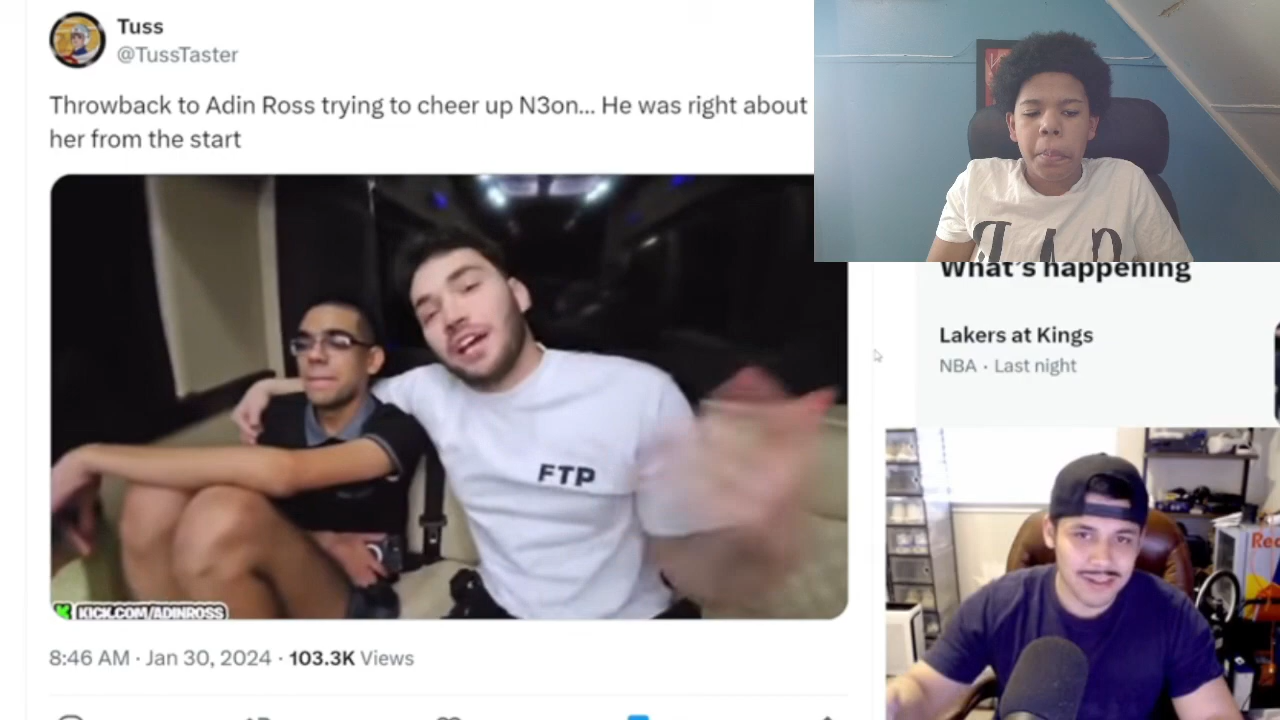 Tuss
@TussTaster
Throwback to Adin Ross trying to cheer up N3on... He was right about
her from the start
FTP
KICK.COM/ADINROSS
8:46 AM · Jan 30, 2024 · 103.3K Views
What's happening
Lakers at Kings
NBA · Last night
Red